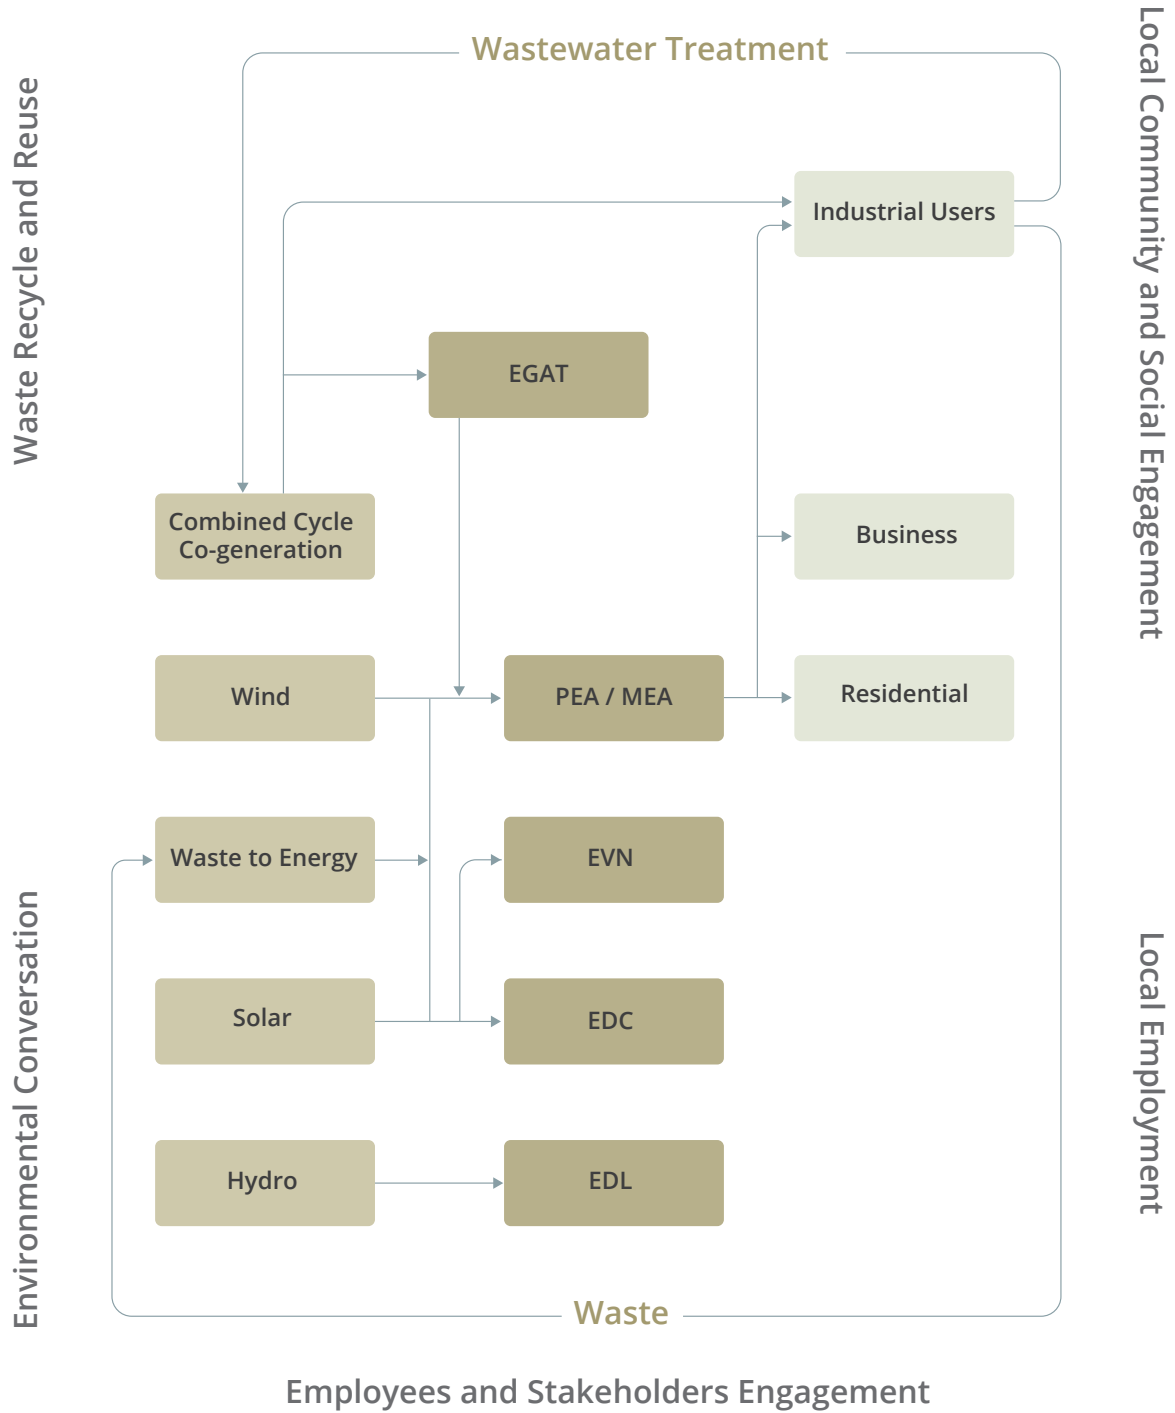 Wastewater Treatment
Waste Recycle and Reuse
Local Community and Social Engagement
Industrial Users
EGAT
Combined Cycle
Co-generation
Business
Wind
PEA / MEA
Residential
Waste to Energy
EVN
Environmental Conversation
Local Employment
Solar
EDC
Hydro
EDL
Waste
Employees and Stakeholders Engagement